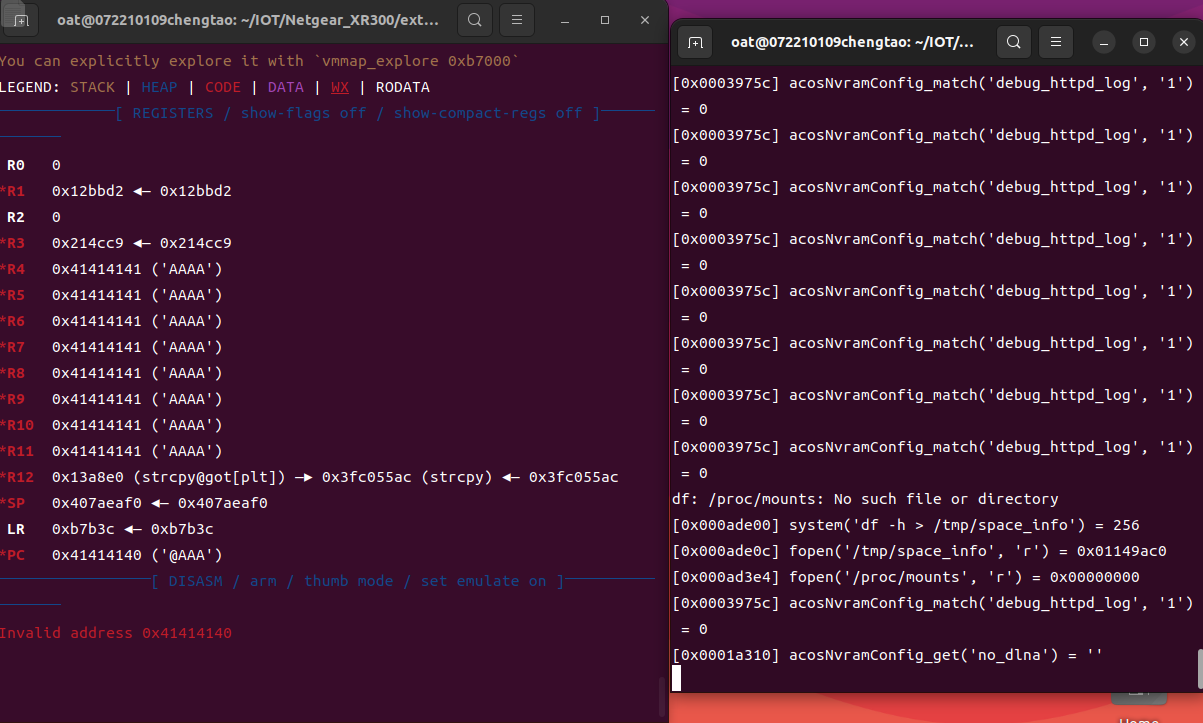 oat@072210109chengtao: ~/IOT/Netgear_XR300/ext…
You can explicitly explore it with `vmmap_explore 0xb7000`
LEGEND: STACK | HEAP | CODE | DATA | WX | RODATA
[ REGISTERS / show-flags off / show-compact-regs off ]
R0 0
*R1 0x12bbd2 ◂— 0x12bbd2
R2 0
*R3 0x214cc9 ◂— 0x214cc9
*R4 0x41414141 ('AAAA')
*R5 0x41414141 ('AAAA')
*R6 0x41414141 ('AAAA')
*R7 0x41414141 ('AAAA')
*R8 0x41414141 ('AAAA')
*R9 0x41414141 ('AAAA')
*R10 0x41414141 ('AAAA')
*R11 0x41414141 ('AAAA')
*R12 0x13a8e0 (strcpy@got[plt]) —▸ 0x3fc055ac (strcpy) ◂— 0x3fc055ac
*SP 0x407aeaf0 ◂— 0x407aeaf0
LR 0xb7b3c ◂— 0xb7b3c
*PC 0x41414140 ('@AAA')
[ DISASM / arm / thumb mode / set emulate on ]
Invalid address 0x41414140
oat@072210109chengtao: ~/IOT/…
[0x0003975c] acosNvramConfig_match('debug_httpd_log', '1')
= 0
[0x0003975c] acosNvramConfig_match('debug_httpd_log', '1')
= 0
[0x0003975c] acosNvramConfig_match('debug_httpd_log', '1')
= 0
[0x0003975c] acosNvramConfig_match('debug_httpd_log', '1')
= 0
[0x0003975c] acosNvramConfig_match('debug_httpd_log', '1')
= 0
[0x0003975c] acosNvramConfig_match('debug_httpd_log', '1')
= 0
[0x0003975c] acosNvramConfig_match('debug_httpd_log', '1')
= 0
[0x0003975c] acosNvramConfig_match('debug_httpd_log', '1')
= 0
df: /proc/mounts: No such file or directory
[0x000ade00] system('df -h > /tmp/space_info') = 256
[0x000ade0c] fopen('/tmp/space_info', 'r') = 0x01149ac0
[0x000ad3e4] fopen('/proc/mounts', 'r') = 0x00000000
[0x0003975c] acosNvramConfig_match('debug_httpd_log', '1')
= 0
[0x0001a310] acosNvramConfig_get('no_dlna') = ''
Home